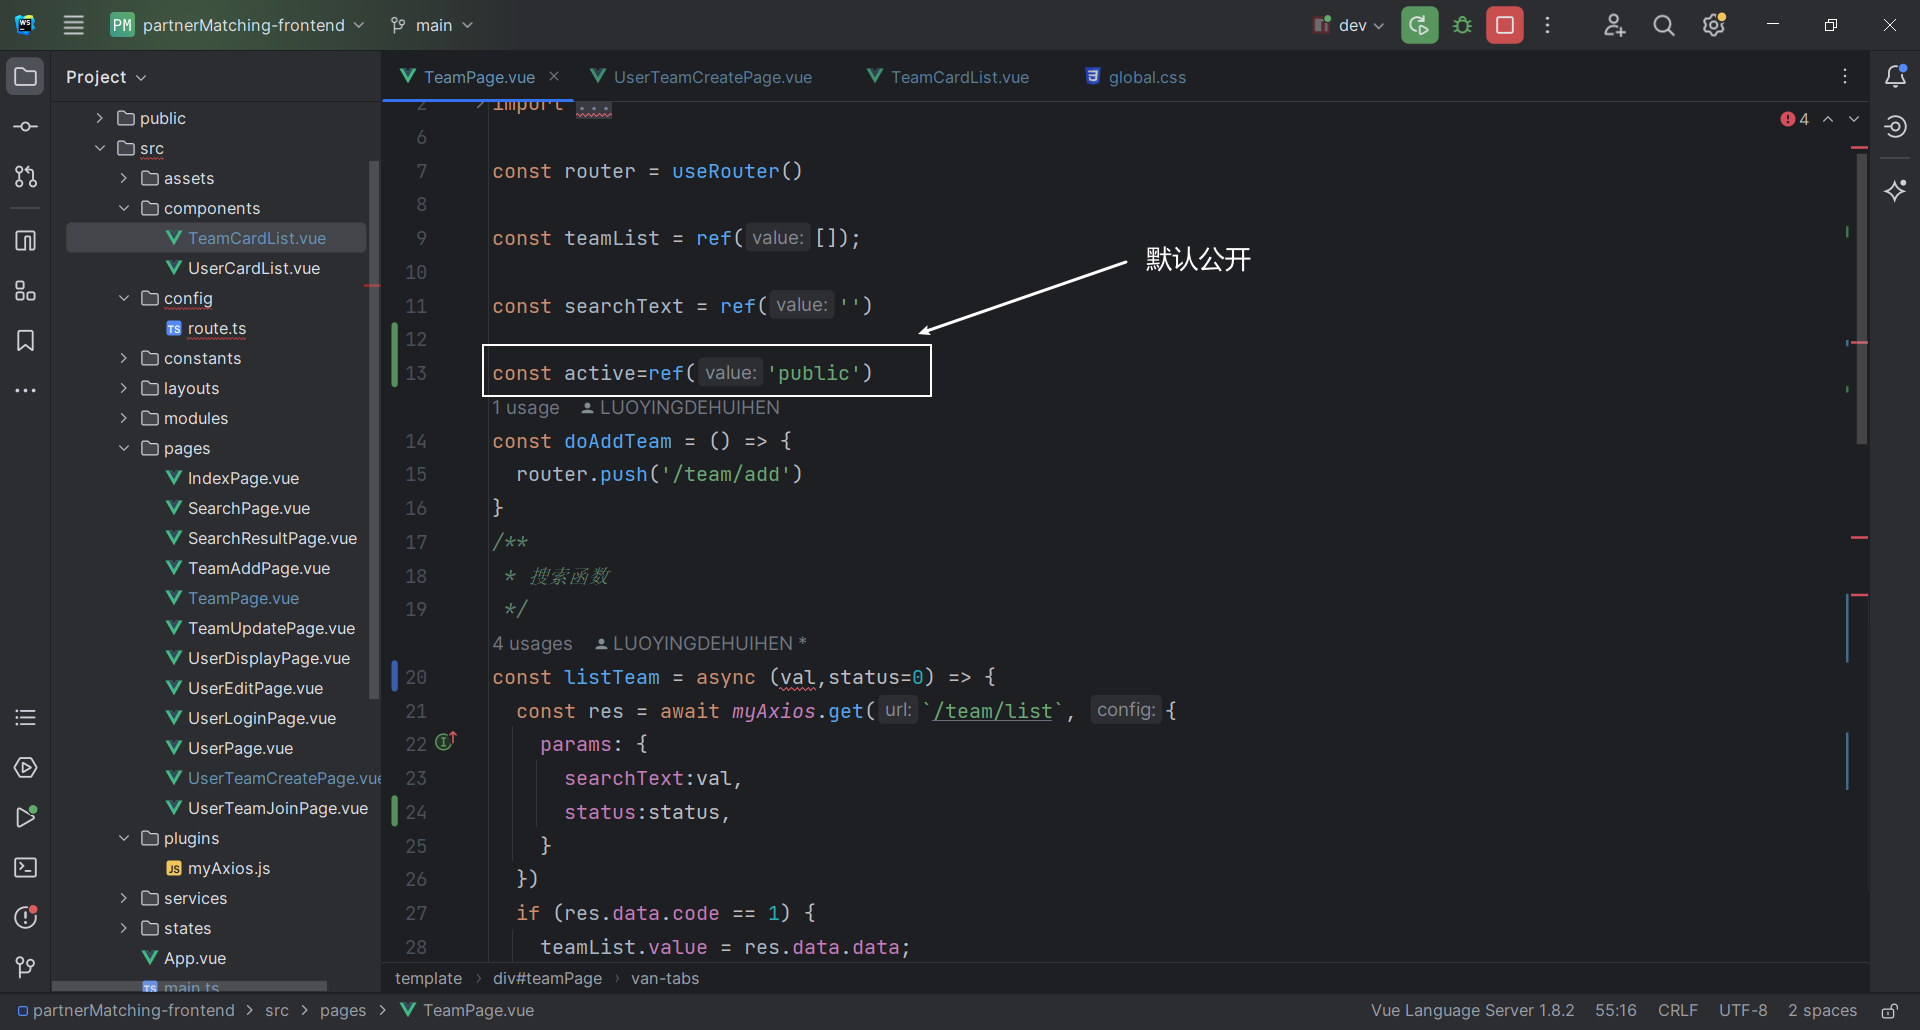 PM partnerMatching-frontend main dev
Project
TeamPage.vue UserTeamCreatePage.vue TeamCardList.vue global.css
public
src
assets
components
TeamCardList.vue
UserCardList.vue
config
route.ts
constants
layouts
modules
pages
IndexPage.vue
SearchPage.vue
SearchResultPage.vue
TeamAddPage.vue
TeamPage.vue
TeamUpdatePage.vue
UserDisplayPage.vue
UserEditPage.vue
UserLoginPage.vue
UserPage.vue
UserTeamCreatePage.vue
UserTeamJoinPage.vue
plugins
myAxios.js
services
states
App.vue
main.ts
2 import ...
4
6
7 const router = useRouter()
8
9 const teamList = ref( value: []);
默认公开
10
11 const searchText = ref( value: '')
12
13 const active=ref( value: 'public')
1 usage LUOYINGDEHUIHEN
14 const doAddTeam = () => {
15 router.push('/team/add')
16 }
17 /**
18 * 搜索函数
19 */
4 usages LUOYINGDEHUIHEN *
20 const listTeam = async (val,status=0) => {
21 const res = await myAxios.get( url: `/team/list`, config: {
22 params: {
23 searchText:val,
24 status:status,
25 }
26 })
27 if (res.data.code == 1) {
28 teamList.value = res.data.data;
template › div#teamPage › van-tabs
partnerMatching-frontend > src > pages > TeamPage.vue
Vue Language Server 1.8.2 55:16 CRLF UTF-8 2 spaces